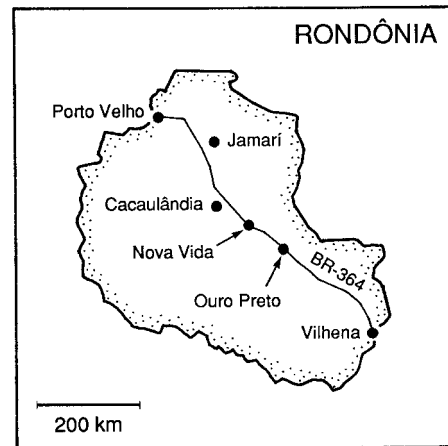 RONDÔNIA
Porto Velho
Jamarí
Cacaulândia
Nova Vida
BR-364
Ouro Preto
Vilhena
200 km